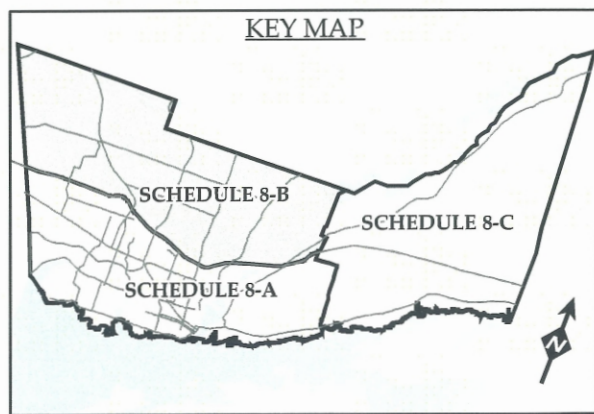 KEY MAP
SCHEDULE 8-B
SCHEDULE 8-C
SCHEDULE 8-A
N